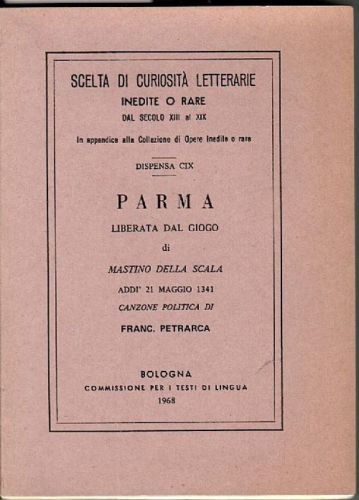 SCELTA DI CURIOSITÀ LETTERARIE
INEDITE O RARE
DAL SECOLO XIII al XIX
In appendice alla Collezione di Opere inedite o rare
DISPENSA CIX
PARMA
LIBERATA DAL GIOGO
di
MASTINO DELLA SCALA
ADDI' 21 MAGGIO 1341
CANZONE POLITICA DI
FRANC. PETRARCA
BOLOGNA
COMMISSIONE PER I TESTI DI LINGUA
1968